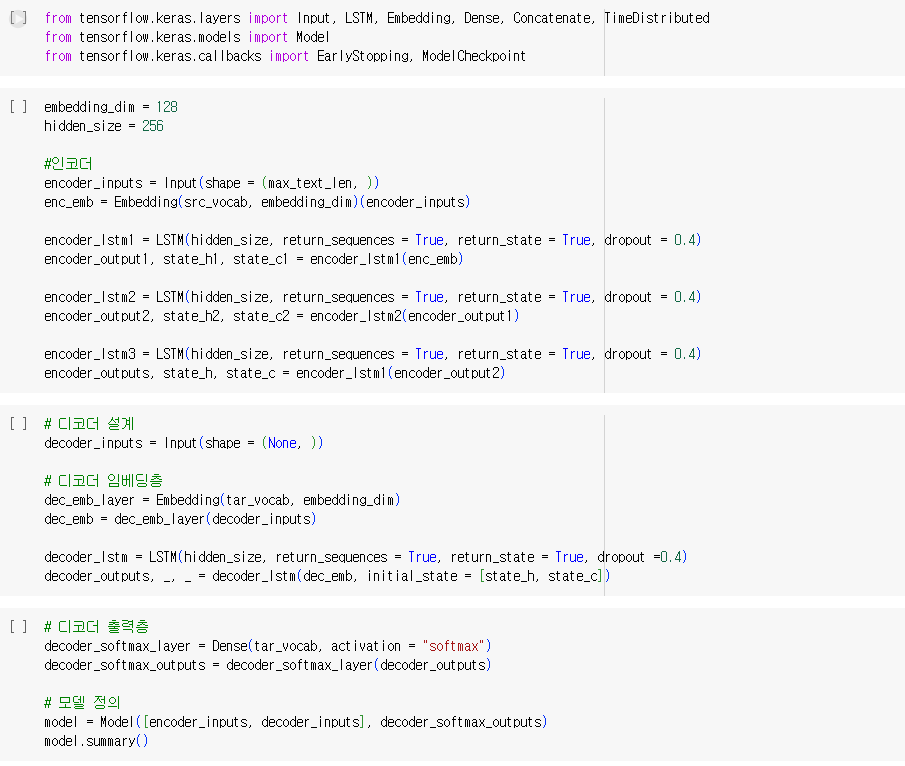 [ ] from tensorflow.keras.layers import Input, LSTM, Embedding, Dense, Concatenate, TimeDistributed
from tensorflow.keras.models import Model
from tensorflow.keras.callbacks import EarlyStopping, ModelCheckpoint
[ ] embedding_dim = 128
hidden_size = 256
#인코더
encoder_inputs = Input(shape = (max_text_len, ))
enc_emb = Embedding(src_vocab, embedding_dim)(encoder_inputs)
encoder_lstm1 = LSTM(hidden_size, return_sequences = True, return_state = True, dropout = 0.4)
encoder_output1, state_h1, state_c1 = encoder_lstm1(enc_emb)
encoder_lstm2 = LSTM(hidden_size, return_sequences = True, return_state = True, dropout = 0.4)
encoder_output2, state_h2, state_c2 = encoder_lstm2(encoder_output1)
encoder_lstm3 = LSTM(hidden_size, return_sequences = True, return_state = True, dropout = 0.4)
encoder_outputs, state_h, state_c = encoder_lstm1(encoder_output2)
[ ] # 디코더 설계
decoder_inputs = Input(shape = (None, ))
# 디코더 임베딩층
dec_emb_layer = Embedding(tar_vocab, embedding_dim)
dec_emb = dec_emb_layer(decoder_inputs)
decoder_lstm = LSTM(hidden_size, return_sequences = True, return_state = True, dropout =0.4)
decoder_outputs, _, _ = decoder_lstm(dec_emb, initial_state = [state_h, state_c])
[ ] # 디코더 출력층
decoder_softmax_layer = Dense(tar_vocab, activation = "softmax")
decoder_softmax_outputs = decoder_softmax_layer(decoder_outputs)
# 모델 정의
model = Model([encoder_inputs, decoder_inputs], decoder_softmax_outputs)
model.summary()